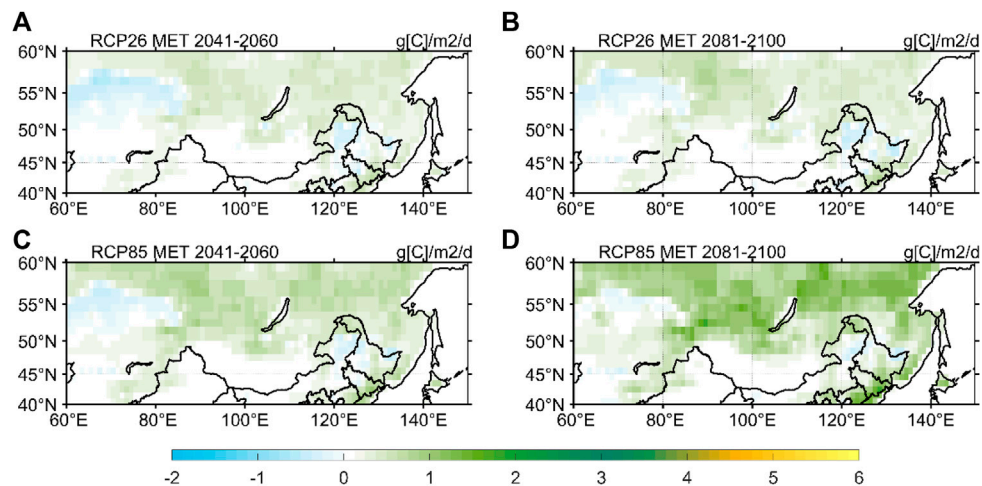 A
RCP26 MET 2041-2060 g[C]/m2/d
60°N
55°N
50°N
45°N
40°N
60°E 80°E 100°E 120°E 140°E
B
RCP26 MET 2081-2100 g[C]/m2/d
60°N
55°N
50°N
45°N
40°N
60°E 80°E 100°E 120°E 140°E
C
RCP85 MET 2041-2060 g[C]/m2/d
60°N
55°N
50°N
45°N
40°N
60°E 80°E 100°E 120°E 140°E
D
RCP85 MET 2081-2100 g[C]/m2/d
60°N
55°N
50°N
45°N
40°N
60°E 80°E 100°E 120°E 140°E
-2 -1 0 1 2 3 4 5 6